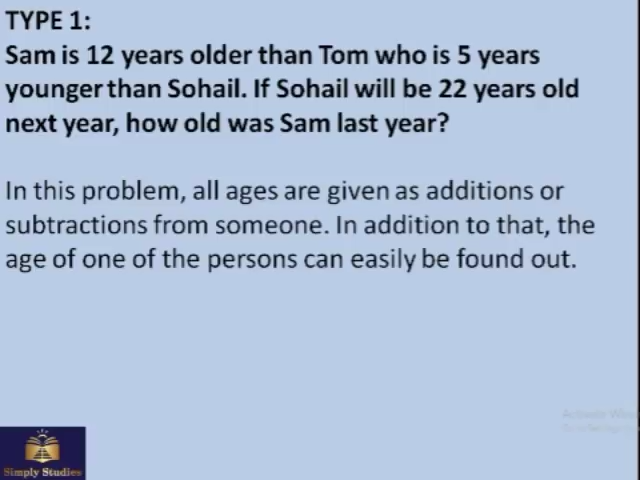 TYPE 1:
Sam is 12 years older than Tom who is 5 years
younger than Sohail. If Sohail will be 22 years old
next year, how old was Sam last year?
In this problem, all ages are given as additions or
subtractions from someone. In addition to that, the
age of one of the persons can easily be found out.
Simply Studies